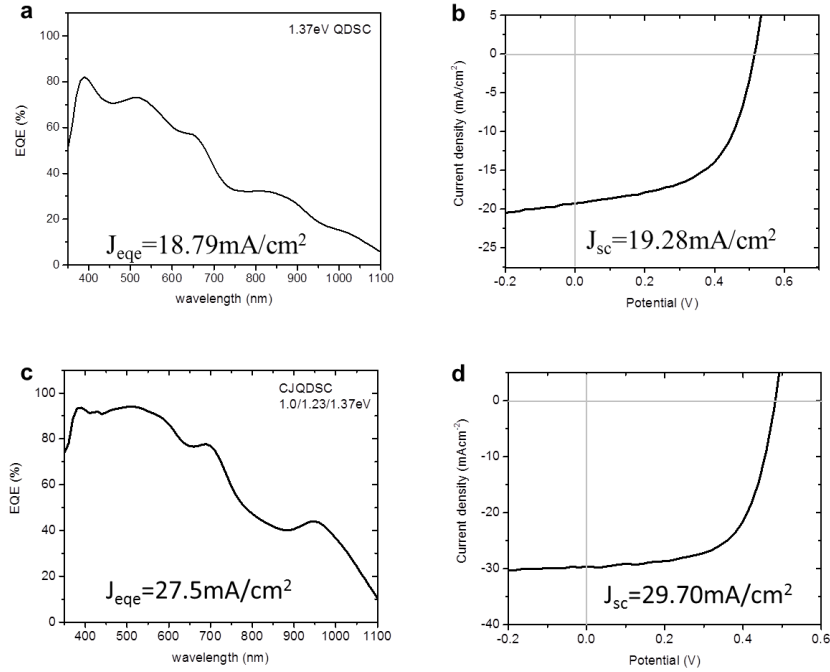 a
1.37eV QDSC
EQE (%)
100
80
60
40
20
0
J_eqe=18.79mA/cm²
400 500 600 700 800 900 1000 1100
wavelength (nm)
b
Current density (mA/cm²)
5
0
-5
-10
-15
-20
-25
J_sc=19.28mA/cm²
-0.2 0.0 0.2 0.4 0.6
Potential (V)
c
CJQDSC
1.0/1.23/1.37eV
EQE (%)
100
80
60
40
20
0
J_eqe=27.5mA/cm²
400 500 600 700 800 900 1000 1100
wavelength (nm)
d
Current density (mAcm⁻²)
0
-10
-20
-30
-40
J_sc=29.70mA/cm²
-0.2 0.0 0.2 0.4 0.6
Potential (V)